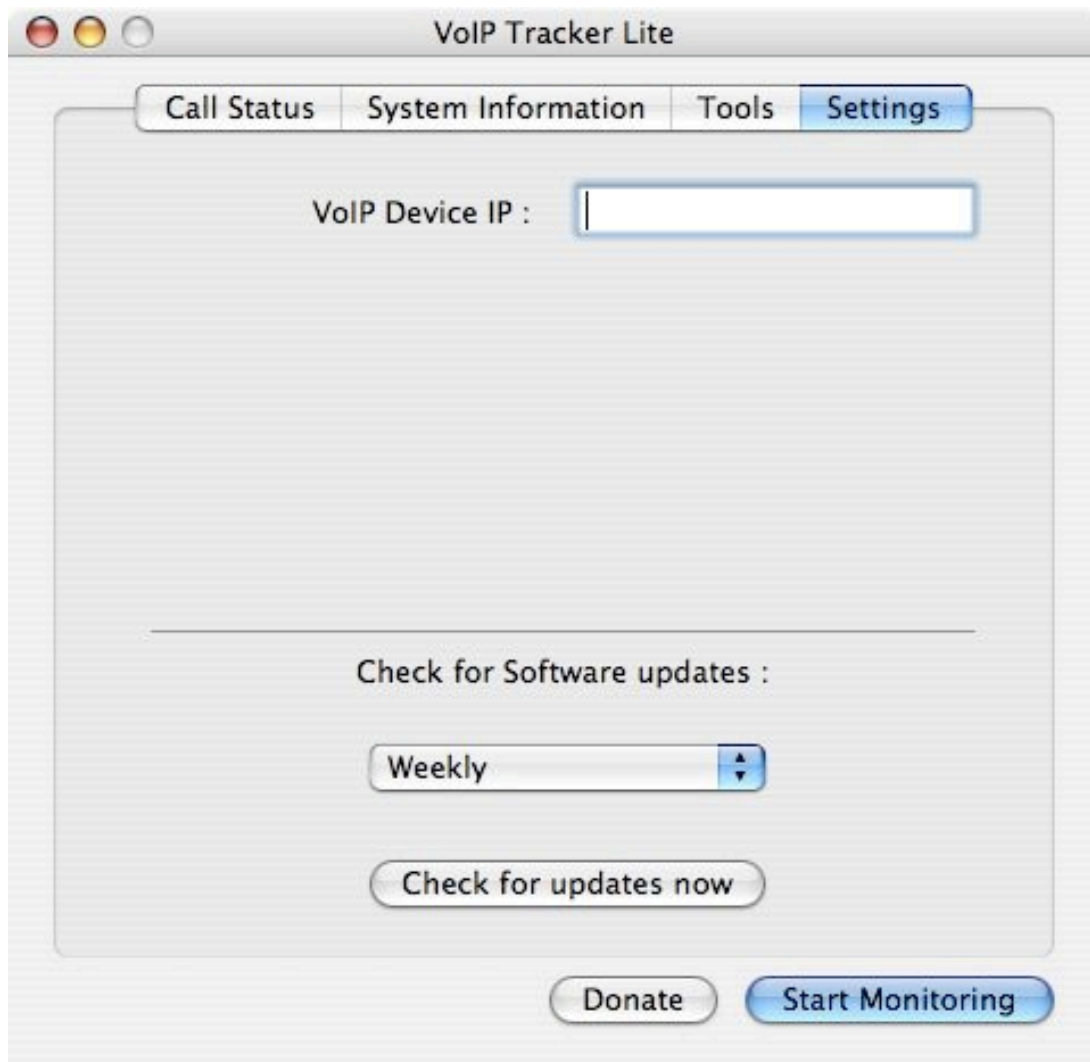 VoIP Tracker Lite
Call Status System Information Tools Settings
VoIP Device IP :
Check for Software updates :
Weekly
Check for updates now
Donate Start Monitoring